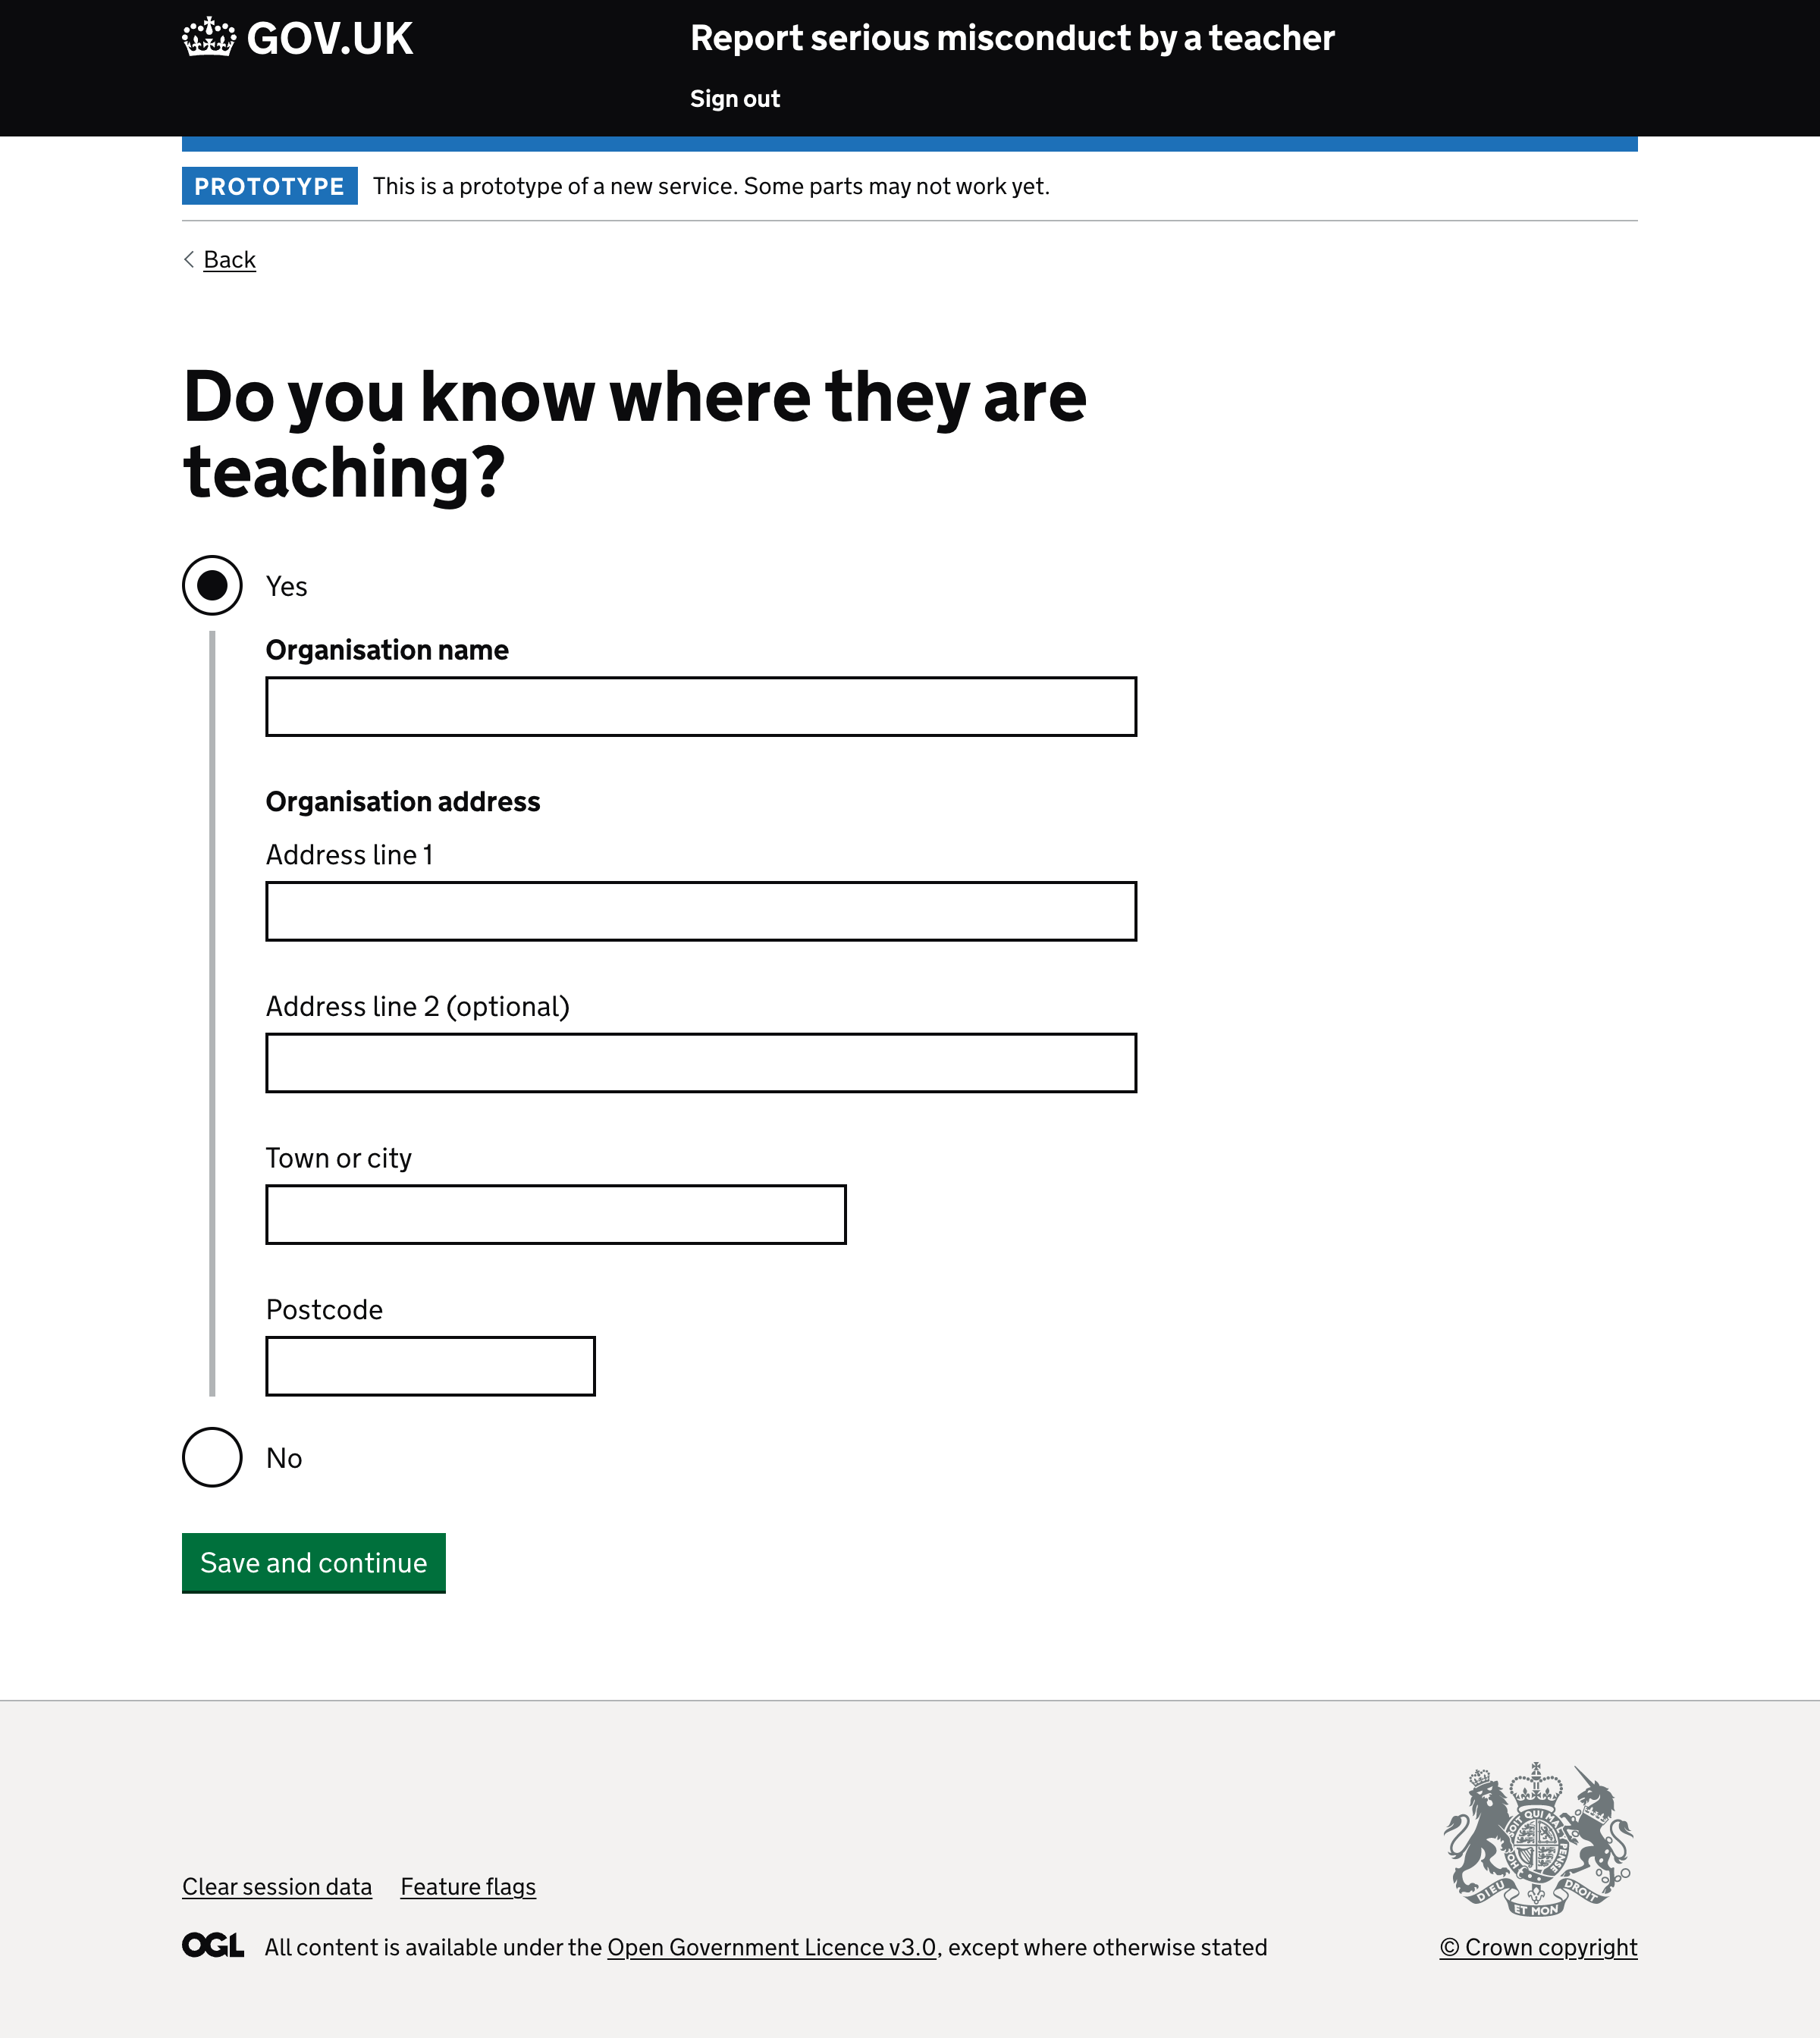 GOV.UK
Report serious misconduct by a teacher
Sign out
PROTOTYPE This is a prototype of a new service. Some parts may not work yet.
Back
Do you know where they are
teaching?
Yes
Organisation name
Organisation address
Address line 1
Address line 2 (optional)
Town or city
Postcode
No
Save and continue
Clear session data Feature flags
DIEU ET MON DROIT
OGL All content is available under the Open Government Licence v3.0, except where otherwise stated
© Crown copyright